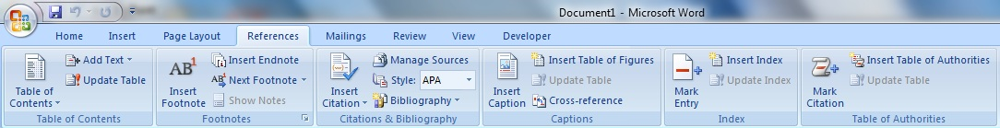 Document1 - Microsoft Word
Home Insert Page Layout References Mailings Review View Developer
Table of Contents
Add Text
Update Table
Table of Contents
AB1
Insert Footnote
Insert Endnote
AB1 Next Footnote
Show Notes
Footnotes
Insert Citation
Manage Sources
Style: APA
Bibliography
Citations & Bibliography
Insert Caption
Insert Table of Figures
Update Table
Cross-reference
Captions
Mark Entry
Insert Index
Update Index
Index
Mark Citation
Insert Table of Authorities
Update Table
Table of Authorities